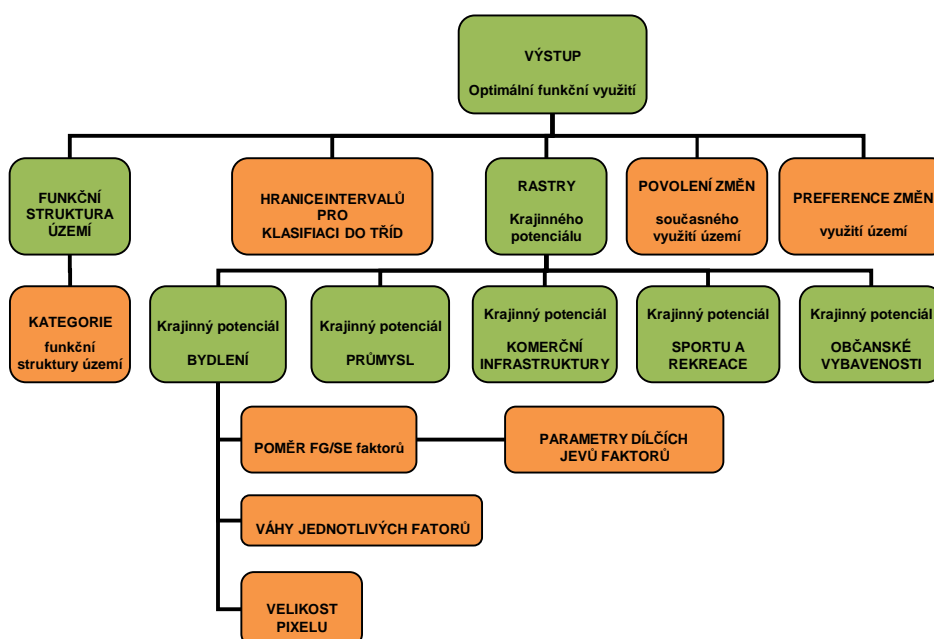 VÝSTUP
Optimální funkční využití
FUNKČNÍ
STRUKTURA
ÚZEMÍ
HRANICE INTERVALŮ
PRO
KLASIFIACI DO TŘÍD
RASTRY
Krajinného
potenciálu
POVOLENÍ ZMĚN
současného
využití území
PREFERENCE ZMĚN
využití území
KATEGORIE
funkční
struktury území
Krajinný potenciál
BYDLENÍ
Krajinný potenciál
PRŮMYSL
Krajinný potenciál
KOMERČNÍ
INFRASTRUKTURY
Krajinný potenciál
SPORTU A
REKREACE
Krajinný potenciál
OBČANSKÉ
VYBAVENOSTI
POMĚR FG/SE faktorů
PARAMETRY DÍLČÍCH
JEVŮ FAKTORŮ
VÁHY JEDNOTLIVÝCH FATORŮ
VELIKOST
PIXELU